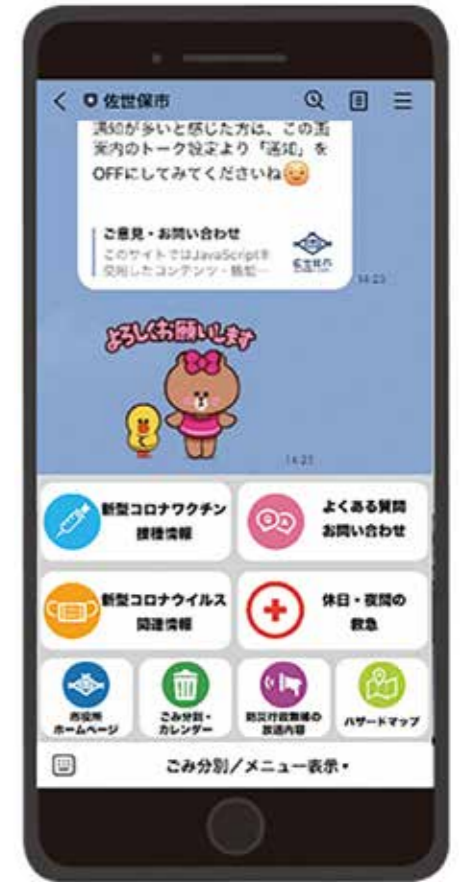 佐世保市
通知が多いと感じた方は、この画
案内のトーク設定より「通知」を
OFFにしてみてくださいね
ご意見・お問い合わせ
このサイトではJavaScriptを
使用したコンテンツ・機能…
14:23
よろしくお願いします
14:23
新型コロナワクチン
接種情報
Q
A
よくある質問
お問い合わせ
新型コロナウイルス
関連情報
休日・夜間の
救急
市役所
ホームページ
ごみ分別・
カレンダー
防災行政無線の
放送内容
ハザードマップ
ごみ分別/メニュー表示▾